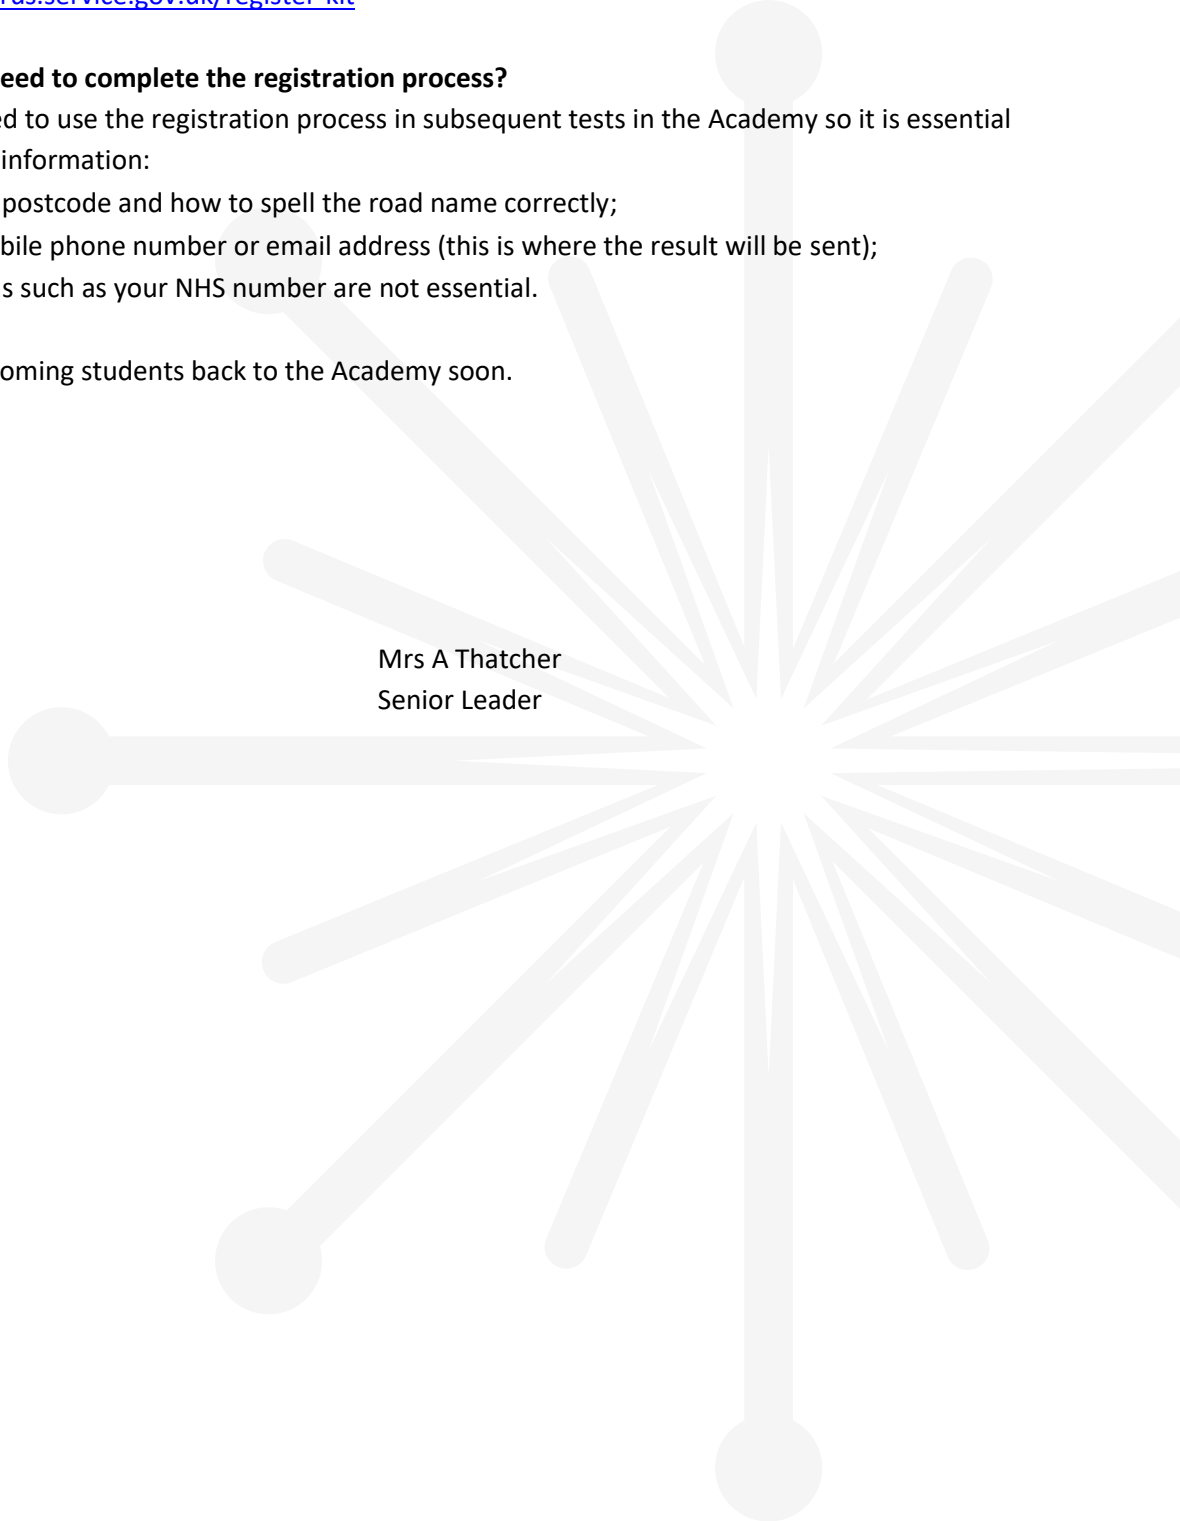 rus.service.gov.uk/register-kit
eed to complete the registration process?
ed to use the registration process in subsequent tests in the Academy so it is essential
information:
postcode and how to spell the road name correctly;
bile phone number or email address (this is where the result will be sent);
s such as your NHS number are not essential.
oming students back to the Academy soon.
Mrs A Thatcher
Senior Leader